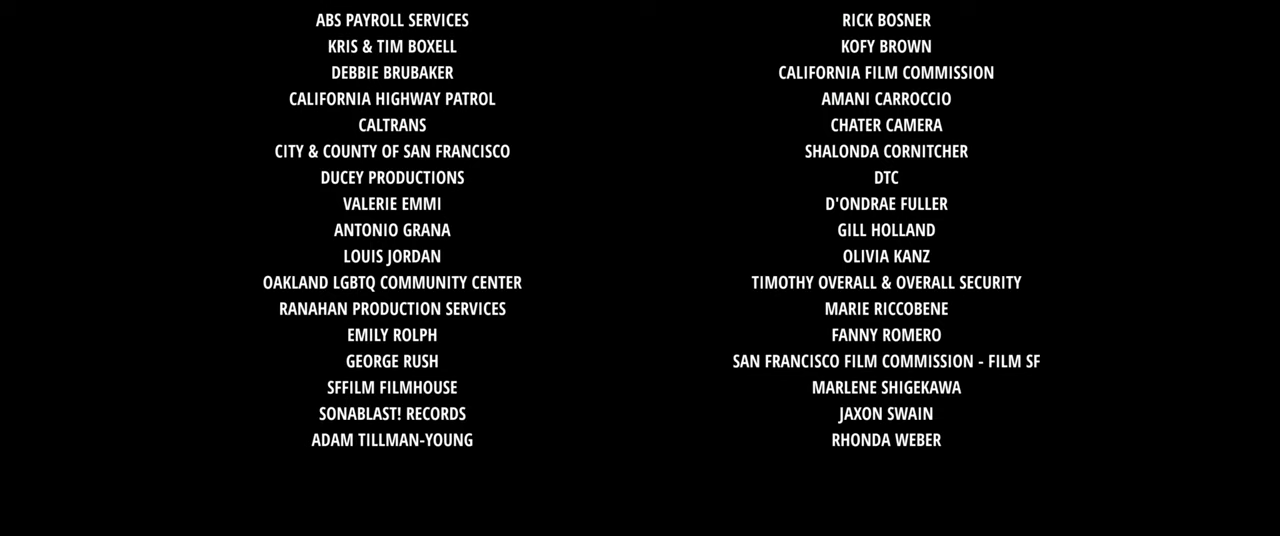 ABS PAYROLL SERVICES
KRIS & TIM BOXELL
DEBBIE BRUBAKER
CALIFORNIA HIGHWAY PATROL
CALTRANS
CITY & COUNTY OF SAN FRANCISCO
DUCEY PRODUCTIONS
VALERIE EMMI
ANTONIO GRANA
LOUIS JORDAN
OAKLAND LGBTQ COMMUNITY CENTER
RANAHAN PRODUCTION SERVICES
EMILY ROLPH
GEORGE RUSH
SFFILM FILMHOUSE
SONABLAST! RECORDS
ADAM TILLMAN-YOUNG
RICK BOSNER
KOFY BROWN
CALIFORNIA FILM COMMISSION
AMANI CARROCCIO
CHATER CAMERA
SHALONDA CORNITCHER
DTC
D'ONDRAE FULLER
GILL HOLLAND
OLIVIA KANZ
TIMOTHY OVERALL & OVERALL SECURITY
MARIE RICCOBENE
FANNY ROMERO
SAN FRANCISCO FILM COMMISSION - FILM SF
MARLENE SHIGEKAWA
JAXON SWAIN
RHONDA WEBER